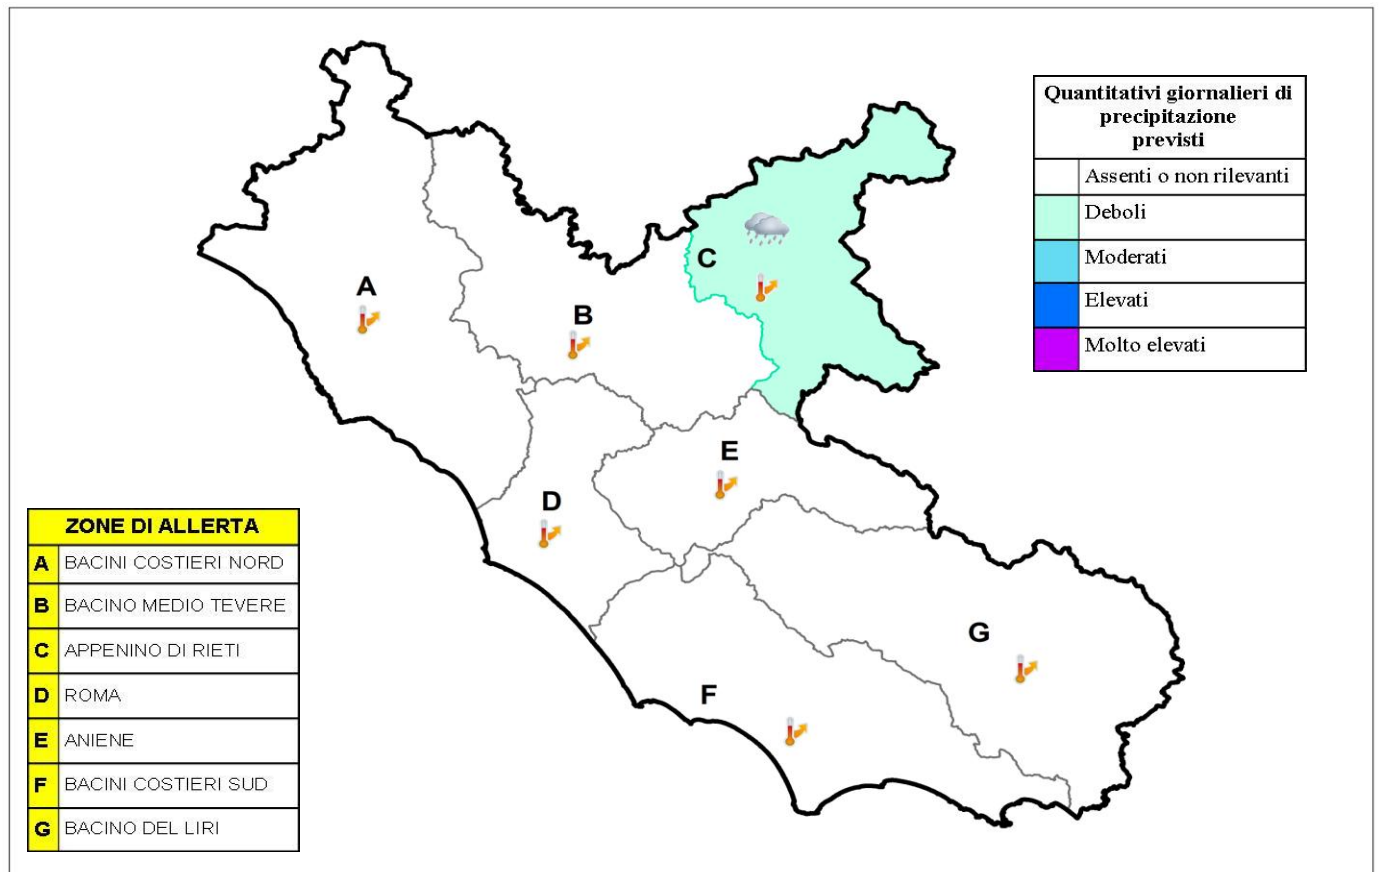 Quantitativi giornalieri di
precipitazione
previsti
Assenti o non rilevanti
Deboli
Moderati
Elevati
Molto elevati
A
B
C
D
E
F
G
ZONE DI ALLERTA
A BACINI COSTIERI NORD
B BACINO MEDIO TEVERE
C APPENINO DI RIETI
D ROMA
E ANIENE
F BACINI COSTIERI SUD
G BACINO DEL LIRI